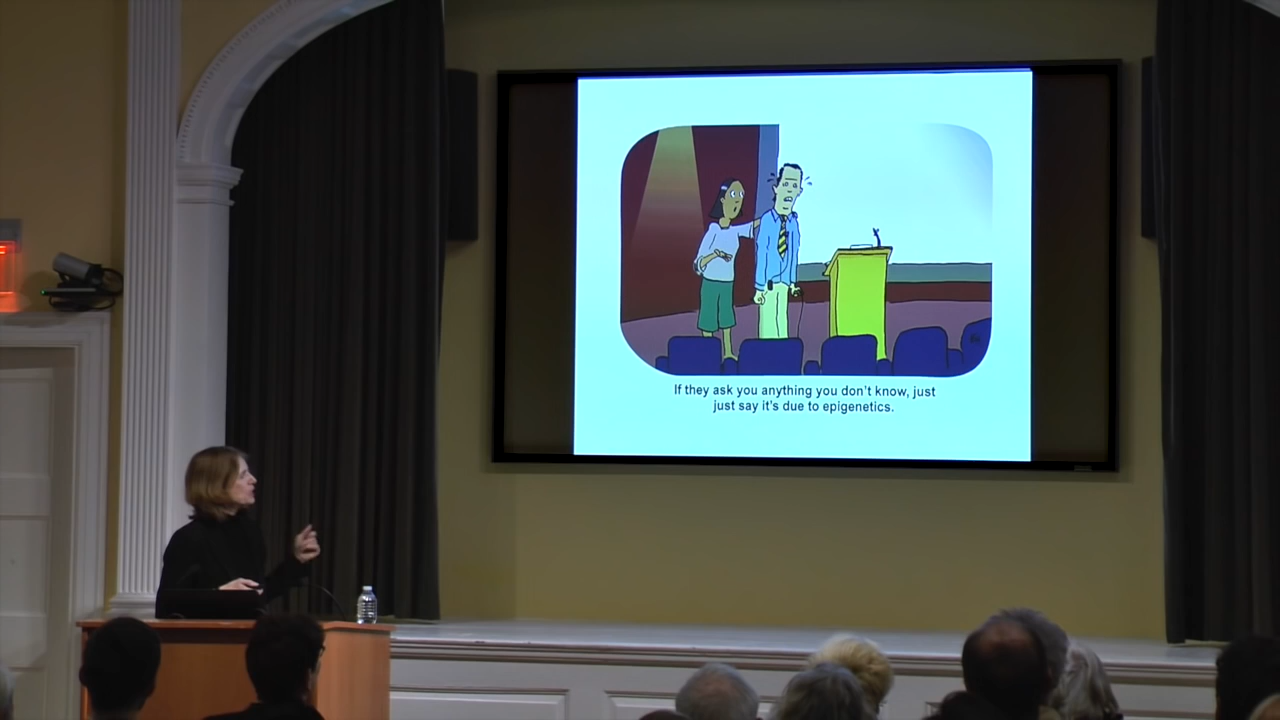 If they ask you anything you don't know, just
just say it's due to epigenetics.